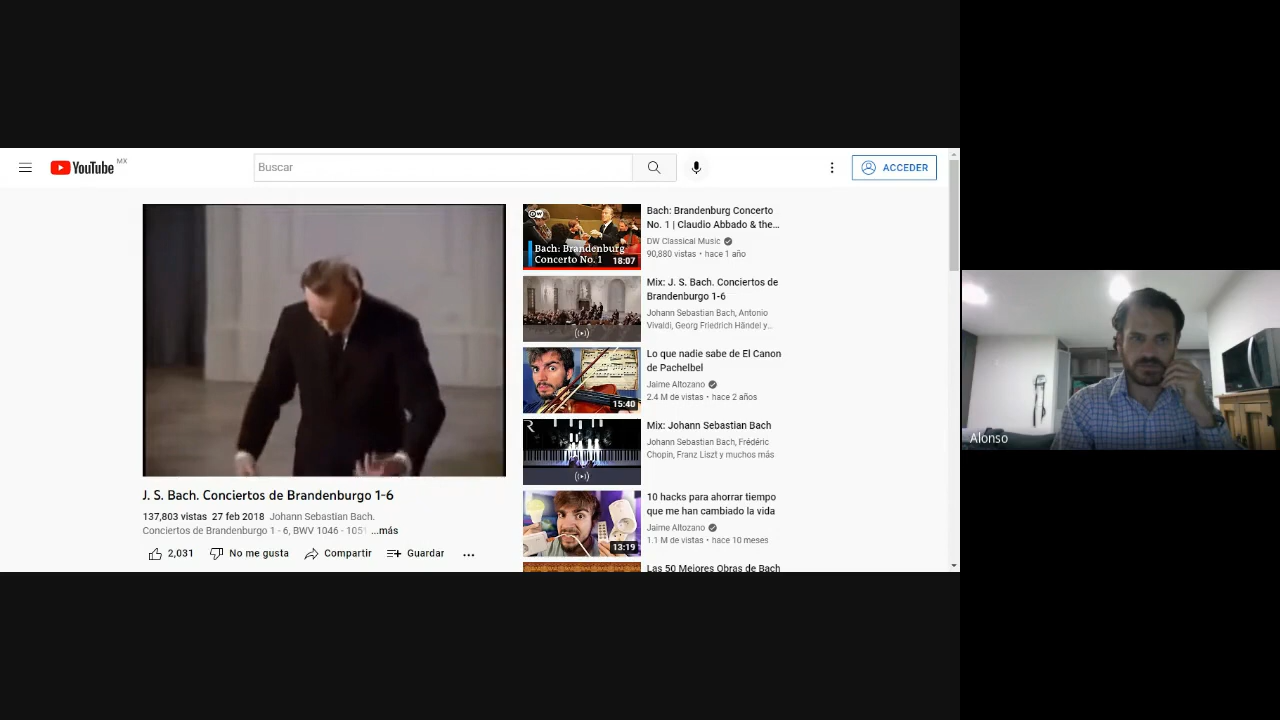 YouTube MX
Buscar
ACCEDER
J. S. Bach. Conciertos de Brandenburgo 1-6
137,803 vistas 27 feb 2018 Johann Sebastian Bach.
Conciertos de Brandenburgo 1 - 6, BWV 1046 - 1051 ...más
2,031 No me gusta Compartir Guardar
DW
Bach: Brandenburg
Concerto No. 1 18:07
Bach: Brandenburg Concerto
No. 1 | Claudio Abbado & the...
DW Classical Music
90,880 vistas • hace 1 año
Mix: J. S. Bach. Conciertos de
Brandenburgo 1-6
Johann Sebastian Bach, Antonio
Vivaldi, Georg Friedrich Händel y...
15:40
Lo que nadie sabe de El Canon
de Pachelbel
Jaime Altozano
2.4 M de vistas • hace 2 años
Mix: Johann Sebastian Bach
Johann Sebastian Bach, Frédéric
Chopin, Franz Liszt y muchos más
13:19
10 hacks para ahorrar tiempo
que me han cambiado la vida
Jaime Altozano
1.1 M de vistas • hace 10 meses
Las 50 Mejores Obras de Bach
Alonso